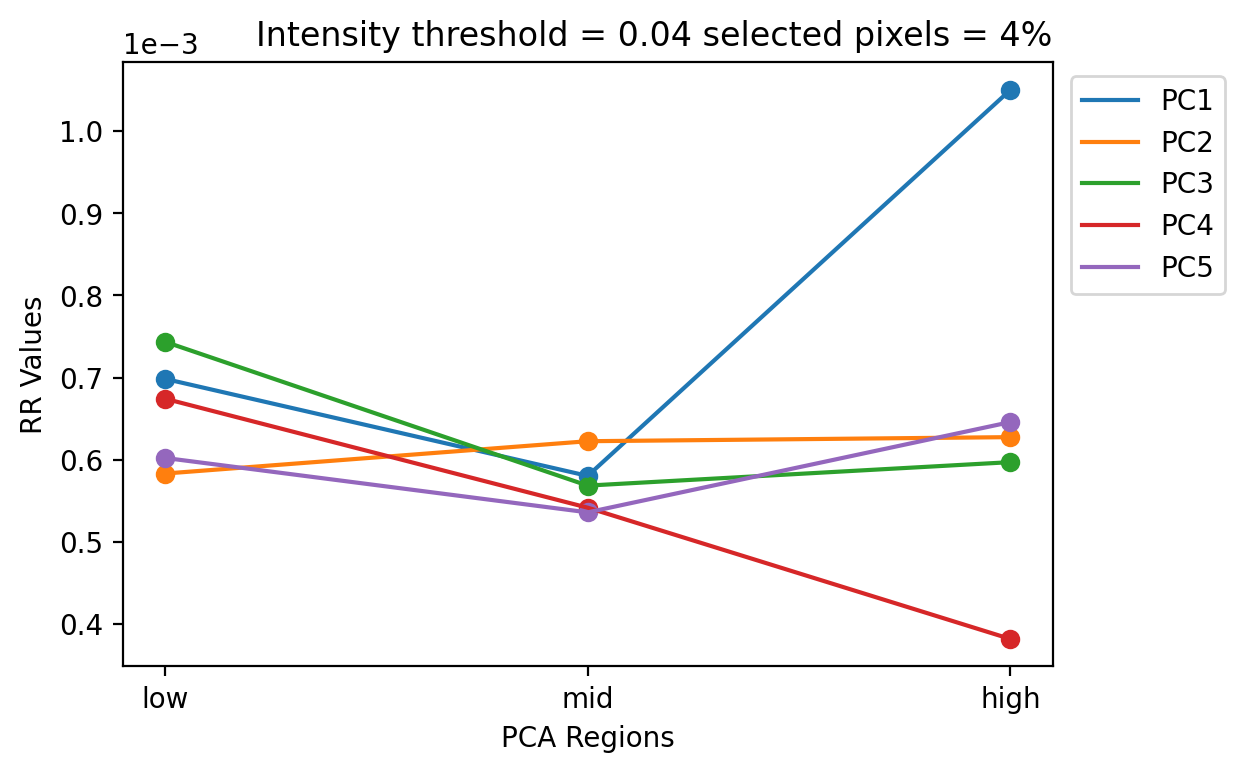 Intensity threshold = 0.04 selected pixels = 4%
1e−3
1.0
0.9
0.8
0.7
0.6
0.5
0.4
RR Values
low mid high
PCA Regions
PC1
PC2
PC3
PC4
PC5